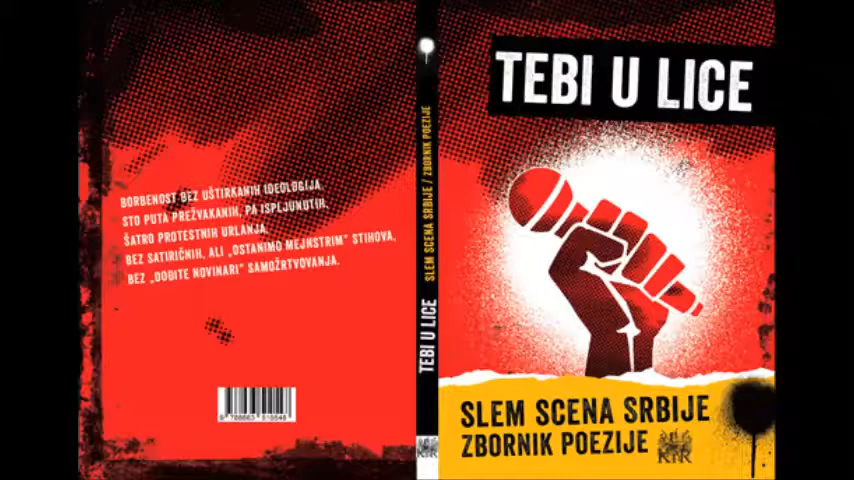 BORBENOST BEZ UŠTIRKANIH IDEOLOGIJA,
STO PUTA PREŽVAKANIH, PA ISPLJUNUTIH,
ŠATRO PROTESTNIH URLANJA,
BEZ SATIRIČNIH, ALI „OSTANIMO MEJNSTRIM” STIHOVA,
BEZ „DOĐITE NOVINARI” SAMOŽRTVOVANJA.
TEBI U LICE
SLEM SCENA SRBIJE / ZBORNIK POEZIJE
TEBI U LICE
SLEM SCENA SRBIJE
ZBORNIK POEZIJE